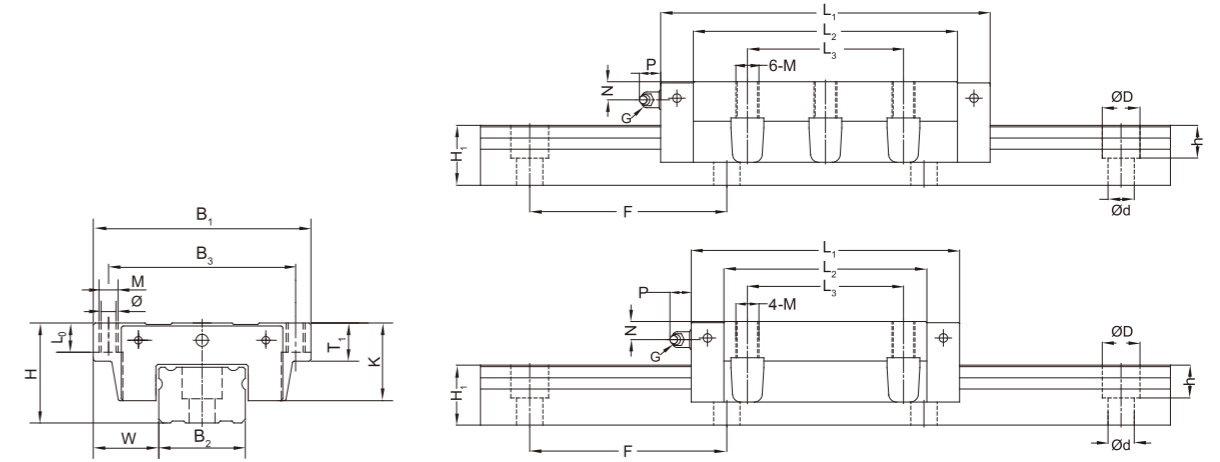 L₁
L₂
L₃
P
6-M
N
G
H₁
ØD
h
Ød
F
B₁
B₃
M
Ø
L₀
H
T₁
K
W
B₂
L₁
L₂
L₃
P
4-M
N
G
H₁
ØD
h
Ød
F